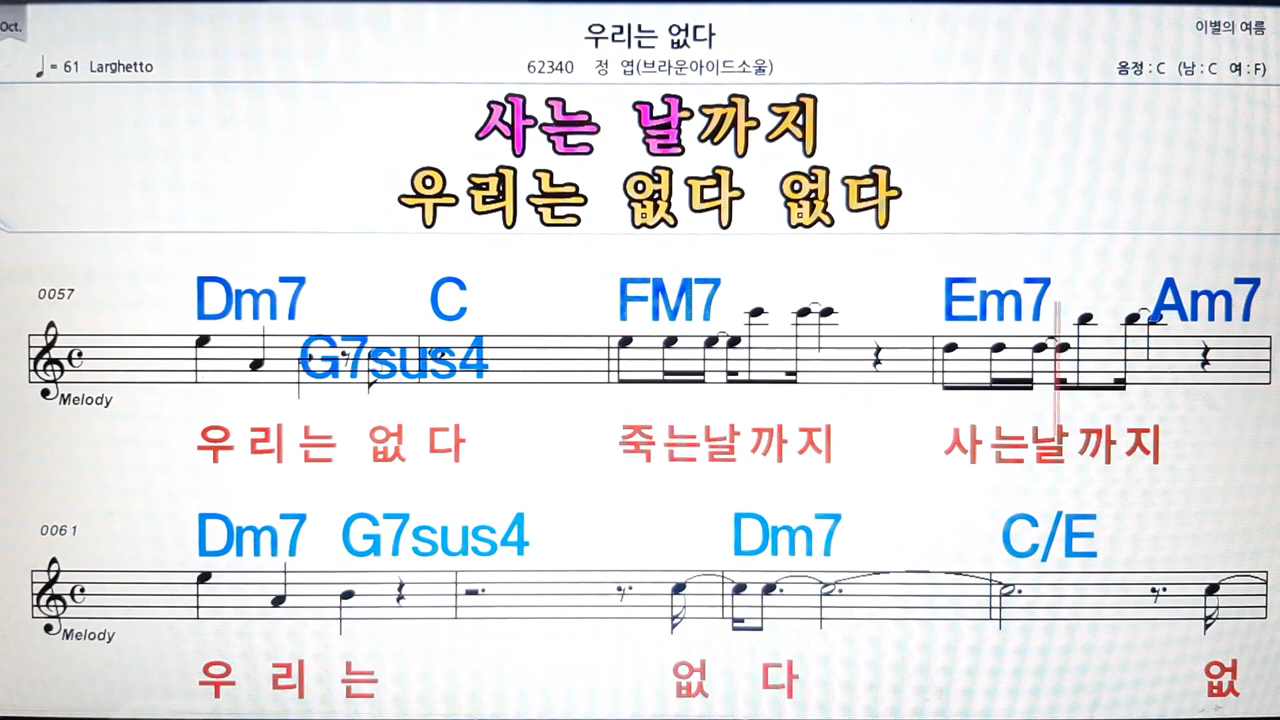 Oct.
우리는 없다
이별의 여름
♩= 61 Larghetto
62340 정 엽(브라운아이드소울)
음정 : C (남 : C 여 : F)
사는 날까지
우리는 없다 없다
0057
Dm7 C FM7 Em7 Am7
G7sus4
Melody
우 리 는 없 다 죽는날까지 사는날까지
0061
Dm7 G7sus4 Dm7 C/E
Melody
우 리 는 없 다 없